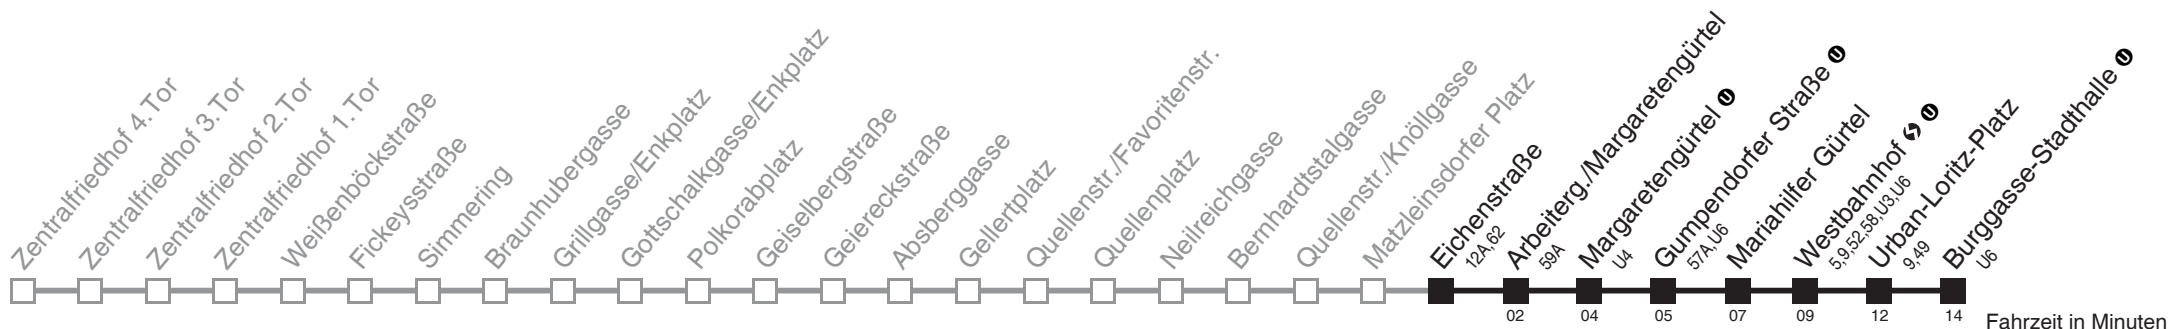 Zentralfriedhof 4.Tor
Zentralfriedhof 3.Tor
Zentralfriedhof 2.Tor
Zentralfriedhof 1.Tor
Weißenböckstraße
Fickeysstraße
Simmering
Braunhubergasse
Grillgasse/Enkplatz
Gottschalkgasse/Enkplatz
Polkorabplatz
Geiselbergstraße
Geiereckstraße
Absberggasse
Gellertplatz
Quellenstr./Favoritenstr.
Quellenplatz
Neilreichgasse
Bernhardtstalgasse
Quellenstr./Knöllgasse
Matzleinsdorfer Platz
Eichenstraße
12A,62
Arbeiterg./Margaretengürtel
59A
Margaretengürtel U
U4
Gumpendorfer Straße U
57A,U6
Mariahilfer Gürtel
Westbahnhof U
5,9,52,58,U3,U6
Urban-Loritz-Platz
9,49
Burggasse-Stadthalle U
U6
02 04 05 07 09 12 14 Fahrzeit in Minuten